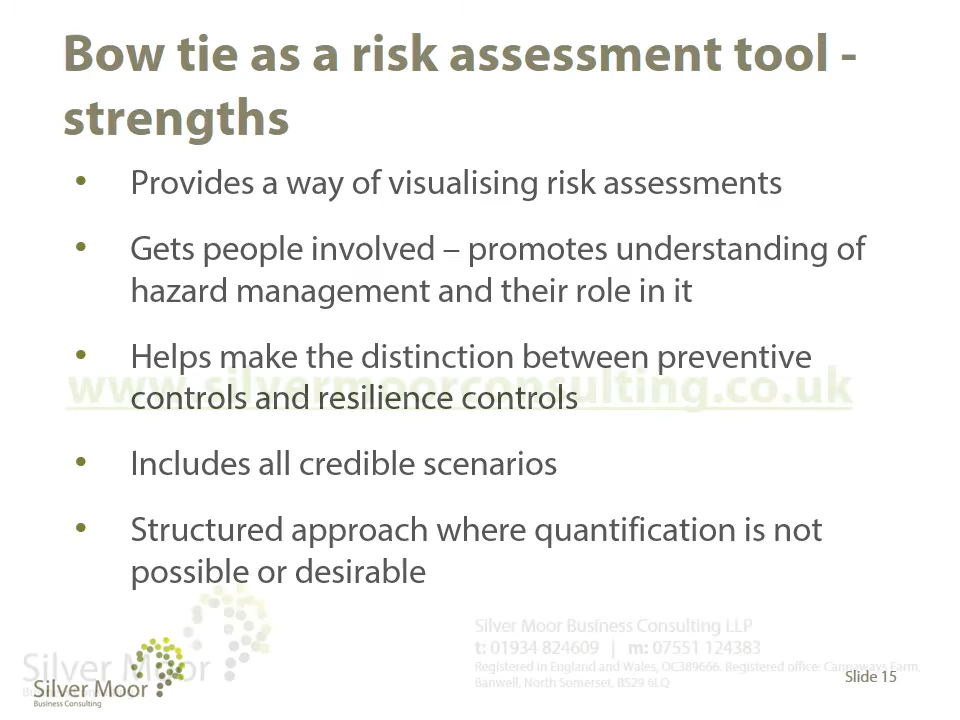 Bow tie as a risk assessment tool -
strengths
• Provides a way of visualising risk assessments
• Gets people involved – promotes understanding of
hazard management and their role in it
• Helps make the distinction between preventive
www.silvermoorconsulting.co.uk
controls and resilience controls
• Includes all credible scenarios
• Structured approach where quantification is not
possible or desirable
Silver Moor Business Consulting LLP
t: 01934 824609 | m: 07551 124383
Registered in England and Wales, OC389666. Registered office: Cannaways Farm,
Banwell, North Somerset, BS29 6LQ
Slide 15
Silver Moor
Silver Moor
Business Consulting